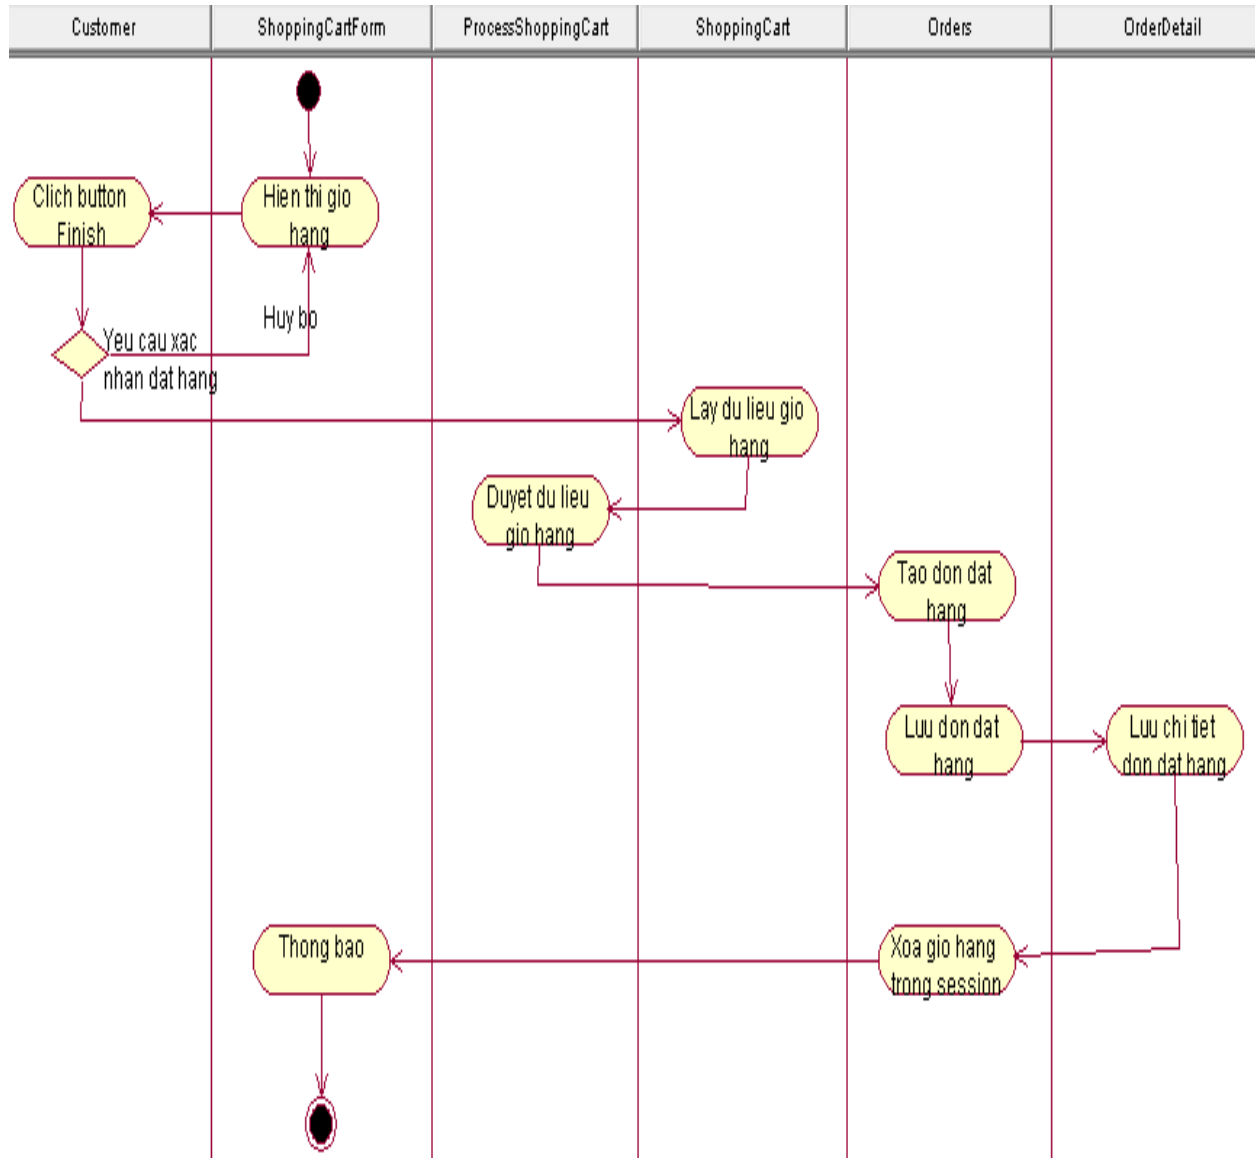 Customer
ShoppingCartForm
ProcessShoppingCart
ShoppingCart
Orders
OrderDetail
Clich button
Finish
Hien thi gio
hang
Huy bo
Yeu cau xac
nhan dat hang
Lay du lieu gio
hang
Duyet du lieu
gio hang
Tao don dat
hang
Luu don dat
hang
Luu chi tiet
don dat hang
Thong bao
Xoa gio hang
trong session